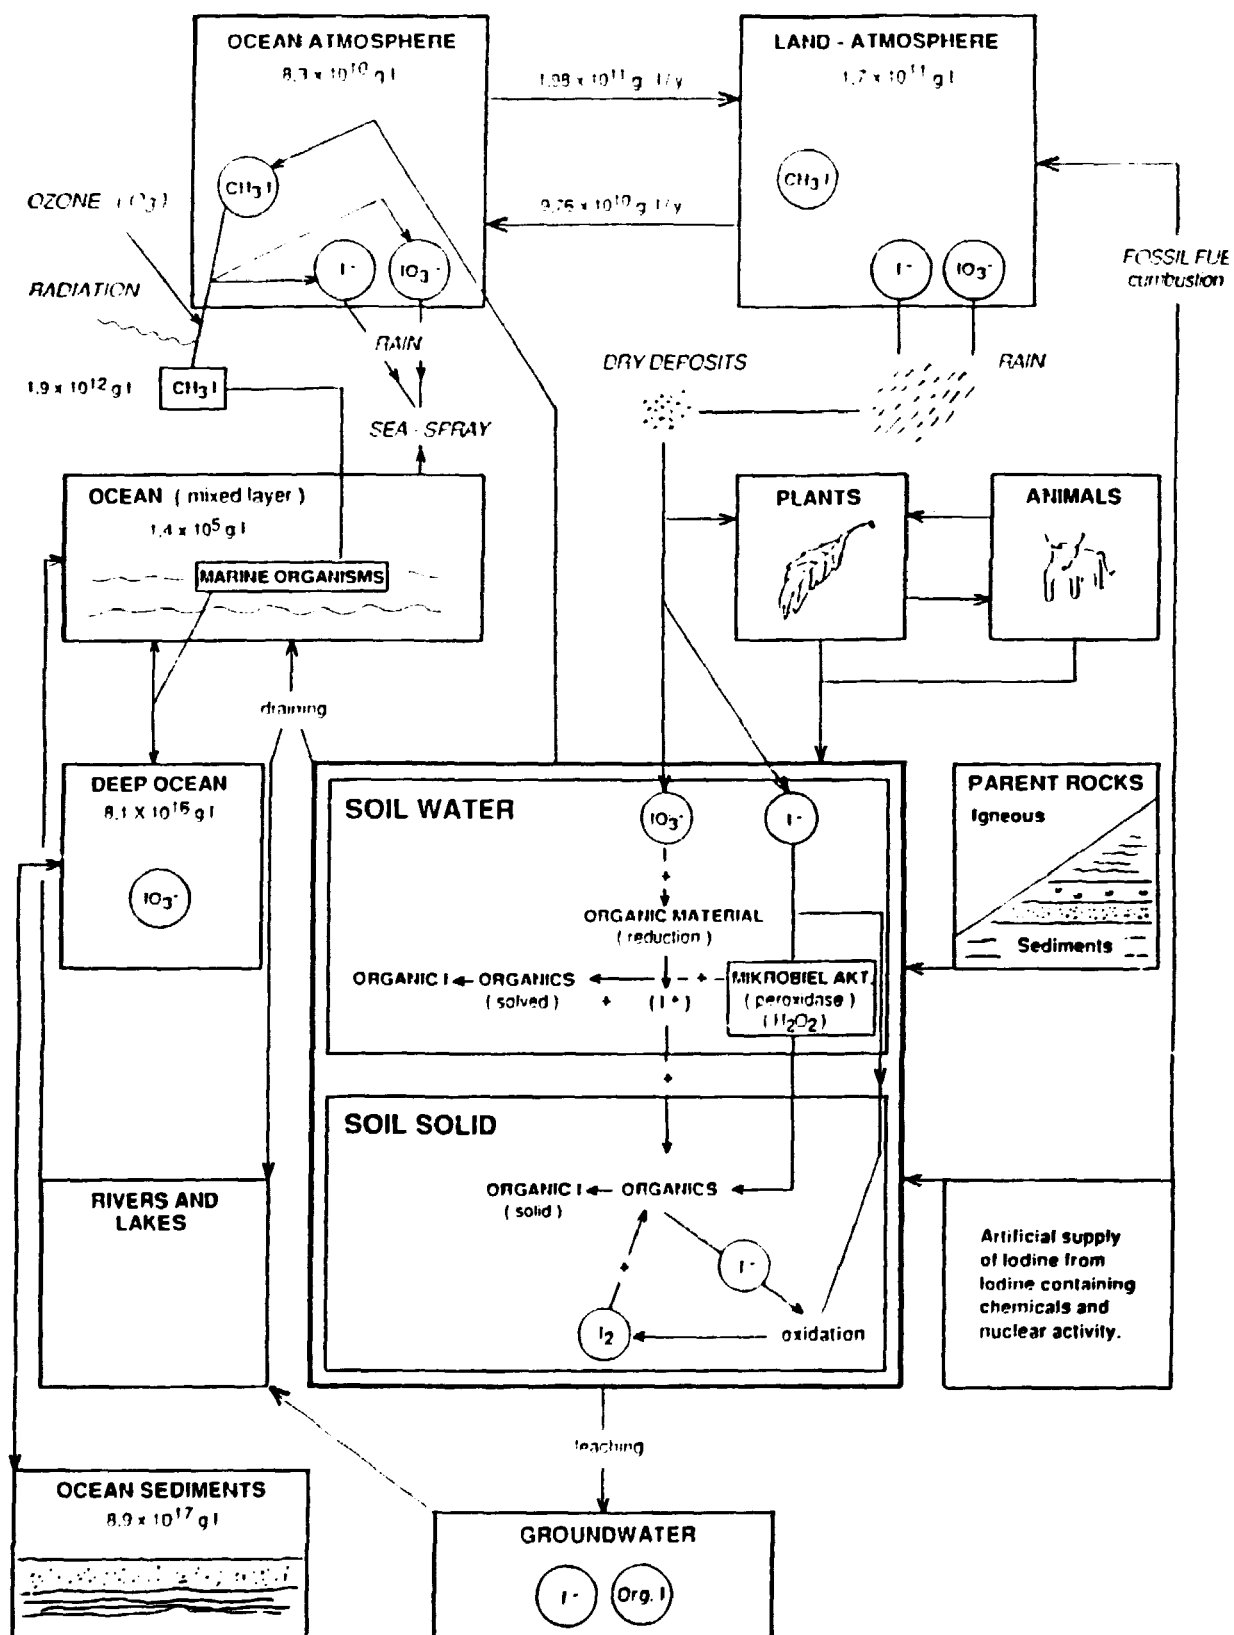 OCEAN ATMOSPHERE
8,3 x 10¹⁰ g I
LAND - ATMOSPHERE
1,7 x 10¹¹ g I
1,98 x 10¹¹ g I/y
9,26 x 10¹⁰ g I/y
CH₃I
CH₃I
OZONE (O₃)
RADIATION
I⁻
IO₃⁻
I⁻
IO₃⁻
FOSSIL FUE
cumbustion
RAIN
DRY DEPOSITS
RAIN
1,9 x 10¹² g I
CH₃I
SEA - SPRAY
OCEAN ( mixed layer )
1,4 x 10⁵ g I
MARINE ORGANISMS
PLANTS
ANIMALS
draining
DEEP OCEAN
8,1 X 10¹⁶ g I
IO₃⁻
SOIL WATER
IO₃⁻
I⁻
PARENT ROCKS
Igneous
Sediments
+
ORGANIC MATERIAL
( reduction )
ORGANIC I
ORGANICS
( solved )
+
( I⁺ )
+
MIKROBIEL AKT.
( peroxidase )
( H₂O₂ )
+
SOIL SOLID
ORGANIC I
( solid )
ORGANICS
I⁻
+
I₂
oxidation
RIVERS AND
LAKES
Artificial supply
of Iodine from
Iodine containing
chemicals and
nuclear activity.
leaching
OCEAN SEDIMENTS
8,9 x 10¹⁷ g I
GROUNDWATER
I⁻
Org. I